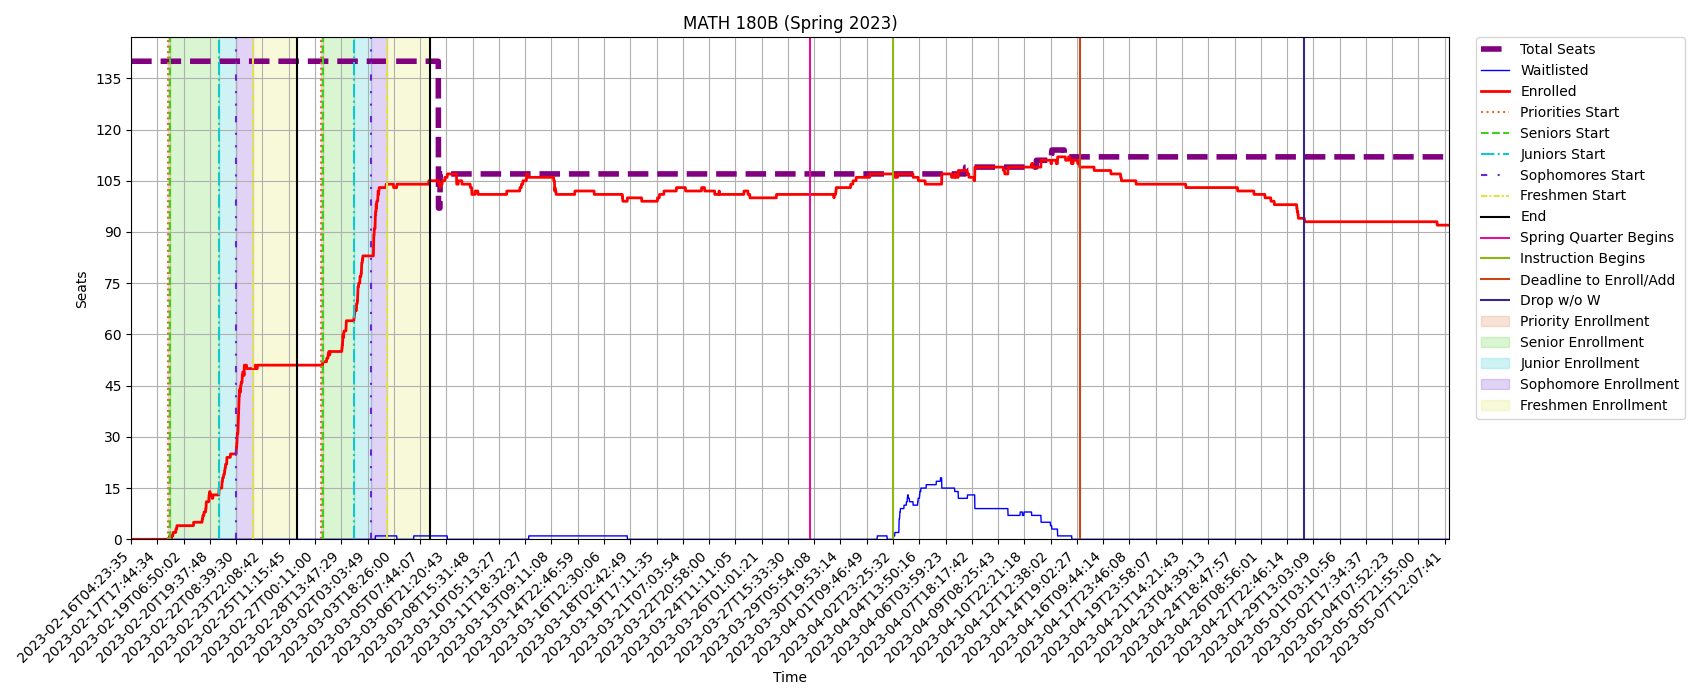 MATH 180B (Spring 2023)
Seats
135
120
105
90
75
60
45
30
15
0
2023-02-16T04:23:35
2023-02-17T17:44:34
2023-02-19T06:50:02
2023-02-20T19:37:48
2023-02-22T08:39:30
2023-02-23T22:08:42
2023-02-25T11:15:45
2023-02-27T00:11:00
2023-02-28T13:47:29
2023-03-02T03:03:49
2023-03-03T18:26:00
2023-03-05T07:44:07
2023-03-06T21:20:43
2023-03-08T15:31:48
2023-03-10T05:13:27
2023-03-11T18:32:27
2023-03-13T09:11:08
2023-03-14T22:46:59
2023-03-16T12:30:06
2023-03-18T02:42:49
2023-03-19T17:11:35
2023-03-21T07:03:54
2023-03-22T20:58:00
2023-03-24T11:11:05
2023-03-26T01:01:21
2023-03-27T15:33:30
2023-03-29T05:54:08
2023-03-30T19:53:14
2023-04-01T09:46:49
2023-04-02T23:25:32
2023-04-04T13:50:16
2023-04-06T03:59:23
2023-04-07T18:17:42
2023-04-09T08:25:43
2023-04-10T22:21:18
2023-04-12T12:38:02
2023-04-14T19:02:27
2023-04-16T09:44:14
2023-04-17T23:46:08
2023-04-19T23:58:07
2023-04-21T14:21:43
2023-04-23T04:39:13
2023-04-24T18:47:57
2023-04-26T08:56:01
2023-04-27T22:46:14
2023-04-29T13:03:09
2023-05-01T03:10:56
2023-05-02T17:34:37
2023-05-04T07:52:23
2023-05-05T21:55:00
2023-05-07T12:07:41
Time
Total Seats
Waitlisted
Enrolled
Priorities Start
Seniors Start
Juniors Start
Sophomores Start
Freshmen Start
End
Spring Quarter Begins
Instruction Begins
Deadline to Enroll/Add
Drop w/o W
Priority Enrollment
Senior Enrollment
Junior Enrollment
Sophomore Enrollment
Freshmen Enrollment